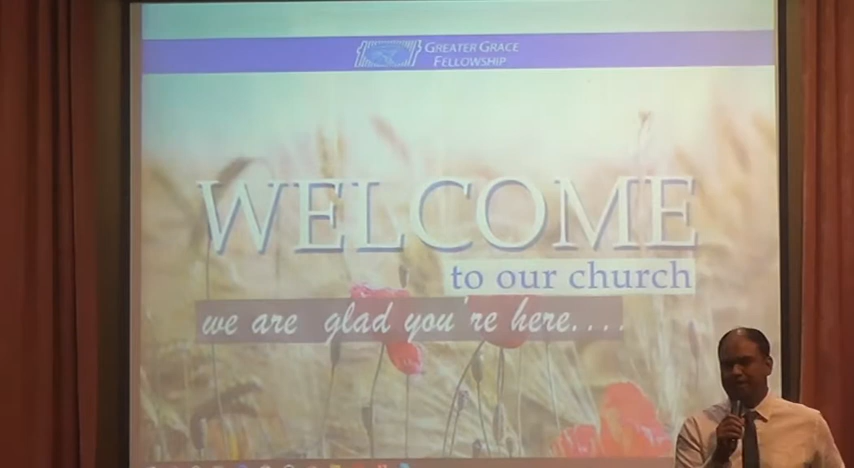 GREATER GRACE
FELLOWSHIP
WELCOME
to our church
we are glad you're here....